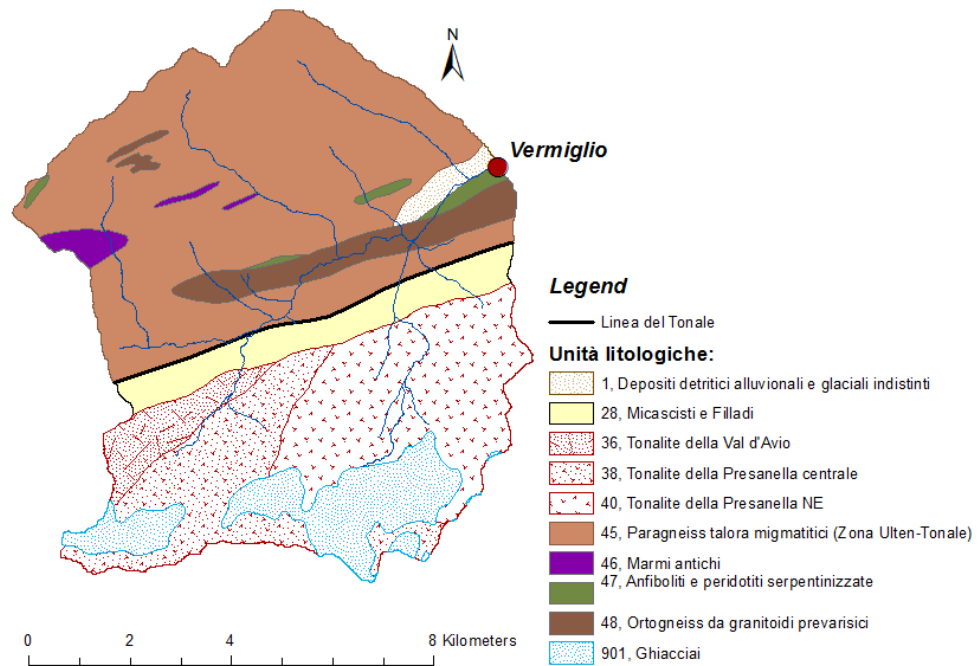 N
Vermiglio
Legend
Linea del Tonale
Unità litologiche:
1, Depositi detritici alluvionali e glaciali indistinti
28, Micascisti e Filladi
36, Tonalite della Val d'Avio
38, Tonalite della Presanella centrale
40, Tonalite della Presanella NE
45, Paragneiss talora migmatitici (Zona Ulten-Tonale)
46, Marmi antichi
47, Anfiboliti e peridotiti serpentinizzate
48, Ortogneiss da granitoidi prevarisici
901, Ghiacciai
0 2 4 8 Kilometers